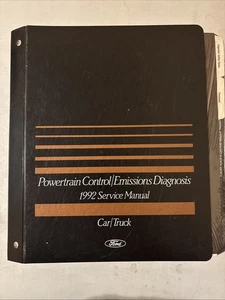 Powertrain Control/Emissions Diagnosis
1992 Service Manual
Car/Truck
Ford